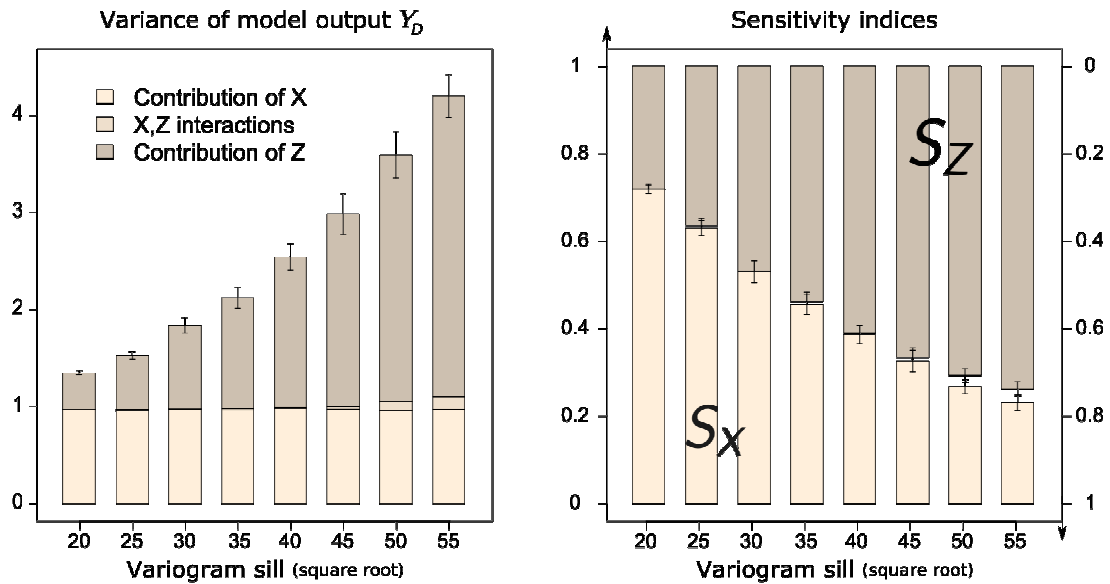 Variance of model output Y_D
Contribution of X
X,Z interactions
Contribution of Z
4
3
2
1
0
20 25 30 35 40 45 50 55
Variogram sill (square root)
Sensitivity indices
1 0
0.8 0.2
0.6 0.4
0.4 0.6
0.2 0.8
0 1
S_Z
S_X
20 25 30 35 40 45 50 55
Variogram sill (square root)